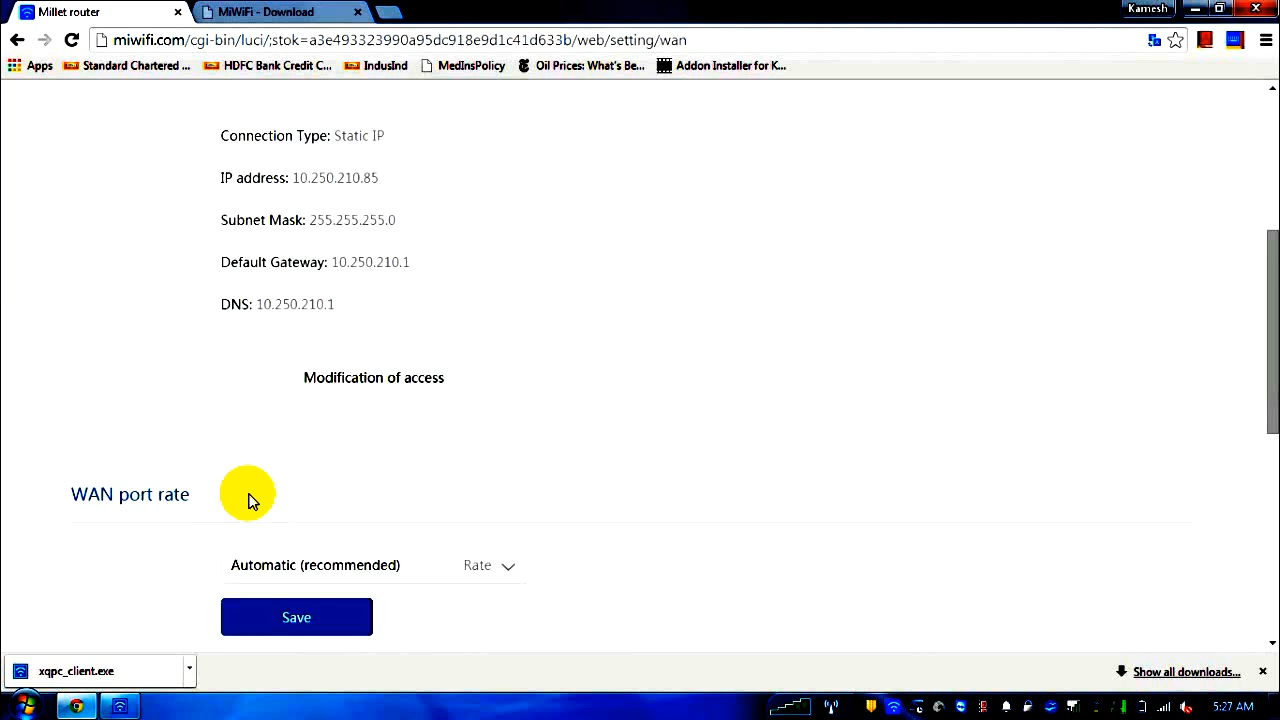 Millet router
MiWiFi - Download
Kamesh
miwifi.com/cgi-bin/luci/;stok=a3e493323990a95dc918e9d1c41d633b/web/setting/wan
Apps
Standard Chartered ...
HDFC Bank Credit C...
IndusInd
MedInsPolicy
Oil Prices: What's Be...
Addon Installer for K...
Connection Type: Static IP
IP address: 10.250.210.85
Subnet Mask: 255.255.255.0
Default Gateway: 10.250.210.1
DNS: 10.250.210.1
Modification of access
WAN port rate
Automatic (recommended) Rate
Save
xqpc_client.exe
Show all downloads...
5:27 AM